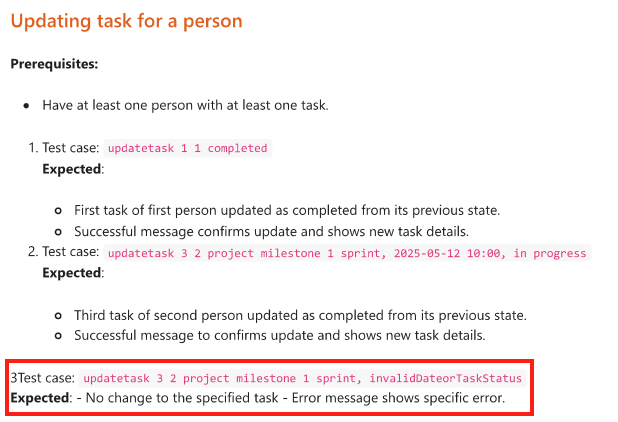 Updating task for a person
Prerequisites:
• Have at least one person with at least one task.
1. Test case: updatetask 1 1 completed
Expected:
Ο First task of first person updated as completed from its previous state.
Ο Successful message confirms update and shows new task details.
2. Test case: updatetask 3 2 project milestone 1 sprint, 2025-05-12 10:00, in progress
Expected:
Ο Third task of second person updated as completed from its previous state.
Ο Successful message to confirms update and shows new task details.
3Test case: updatetask 3 2 project milestone 1 sprint, invalidDateorTaskStatus
Expected: - No change to the specified task - Error message shows specific error.